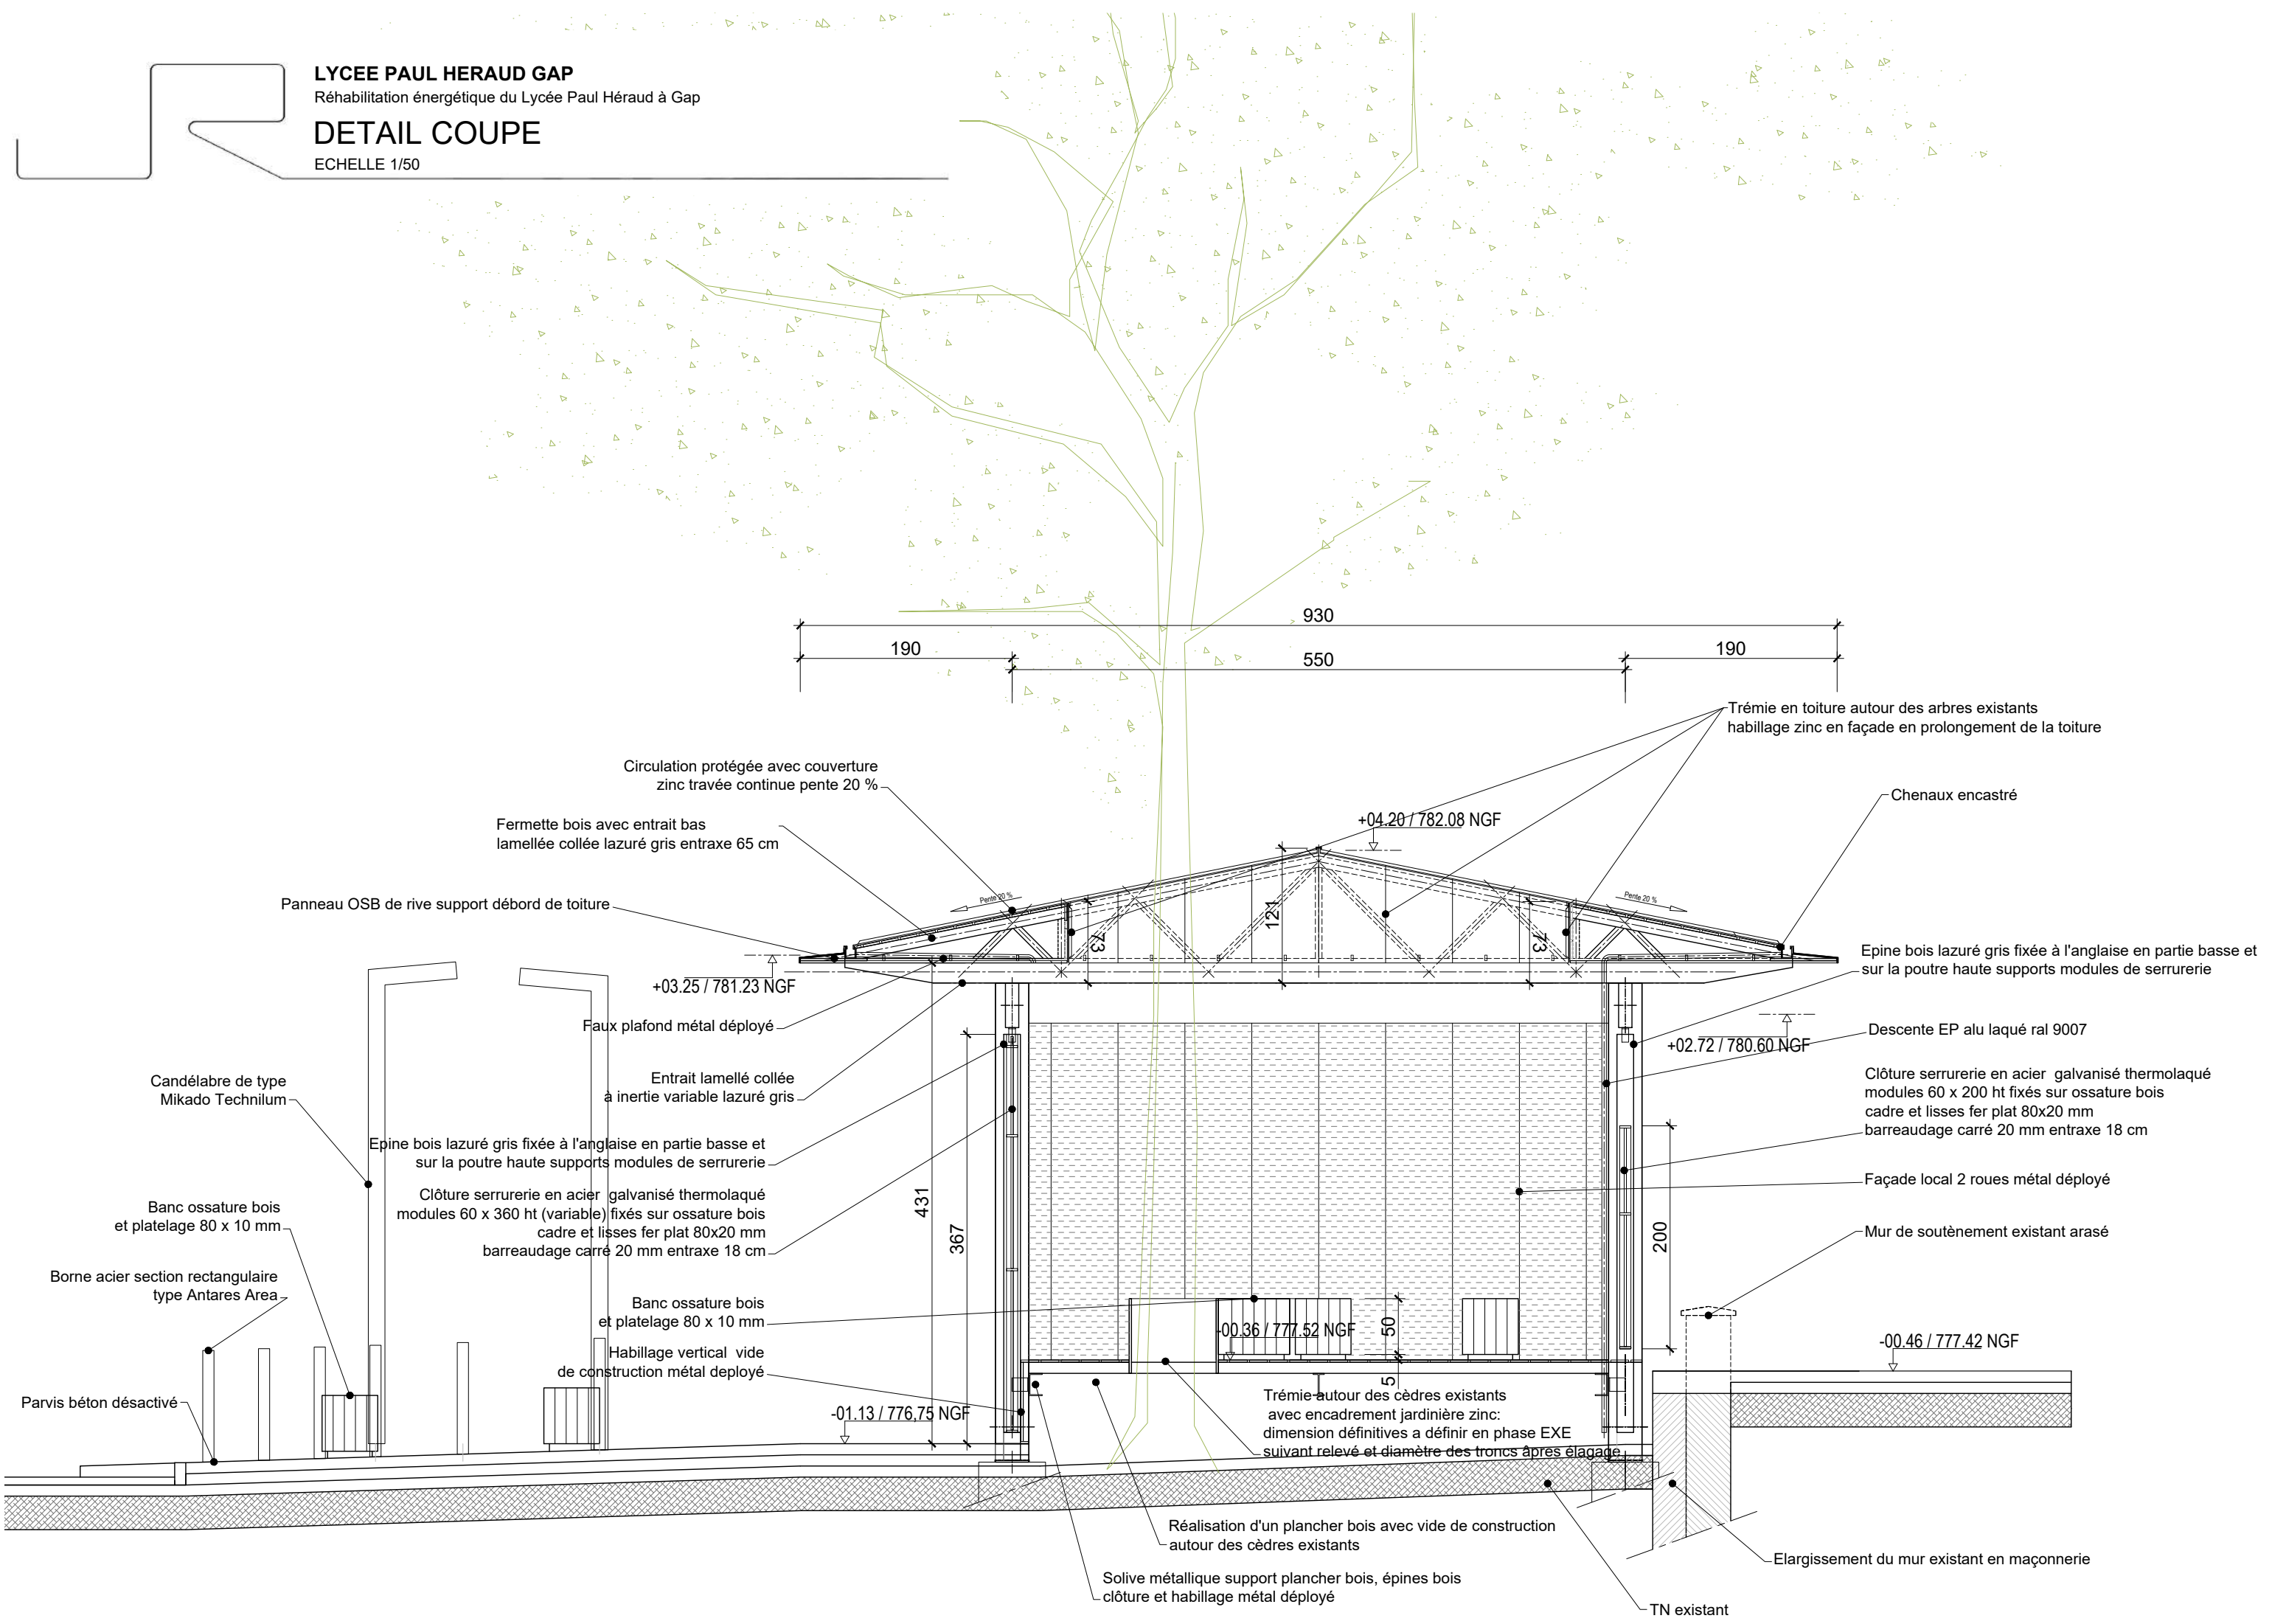 LYCEE PAUL HERAUD GAP
Réhabilitation énergétique du Lycée Paul Héraud à Gap
DETAIL COUPE
ECHELLE 1/50
930
190
550
190
Trémie en toiture autour des arbres existants
habillage zinc en façade en prolongement de la toiture
Circulation protégée avec couverture
zinc travée continue pente 20 %
Chenaux encastré
Fermette bois avec entrait bas
lamellée collée lazuré gris entraxe 65 cm
+04.20 / 782.08 NGF
Panneau OSB de rive support débord de toiture
Pente 20 %
Pente 20 %
121
73
73
Epine bois lazuré gris fixée à l'anglaise en partie basse et
sur la poutre haute supports modules de serrurerie
+03.25 / 781.23 NGF
Faux plafond métal déployé
Descente EP alu laqué ral 9007
+02.72 / 780.60 NGF
Candélabre de type
Mikado Technilum
Entrait lamellé collée
à inertie variable lazuré gris
Clôture serrurerie en acier  galvanisé thermolaqué
modules 60 x 200 ht fixés sur ossature bois
cadre et lisses fer plat 80x20 mm
barreaudage carré 20 mm entraxe 18 cm
Epine bois lazuré gris fixée à l'anglaise en partie basse et
sur la poutre haute supports modules de serrurerie
Façade local 2 roues métal déployé
Clôture serrurerie en acier  galvanisé thermolaqué
modules 60 x 360 ht (variable) fixés sur ossature bois
cadre et lisses fer plat 80x20 mm
barreaudage carré 20 mm entraxe 18 cm
431
367
200
Banc ossature bois
et platelage 80 x 10 mm
Mur de soutènement existant arasé
Borne acier section rectangulaire
type Antares Area
Banc ossature bois
et platelage 80 x 10 mm
-00.36 / 777.52 NGF
50
-00.46 / 777.42 NGF
Habillage vertical  vide
de construction métal deployé
5
Parvis béton désactivé
-01.13 / 776,75 NGF
Trémie autour des cèdres existants
avec encadrement jardinière zinc:
dimension définitives a définir en phase EXE
suivant relevé et diamètre des troncs âpres élagage
Réalisation d'un plancher bois avec vide de construction
autour des cèdres existants
Elargissement du mur existant en maçonnerie
Solive métallique support plancher bois, épines bois
clôture et habillage métal déployé
TN existant